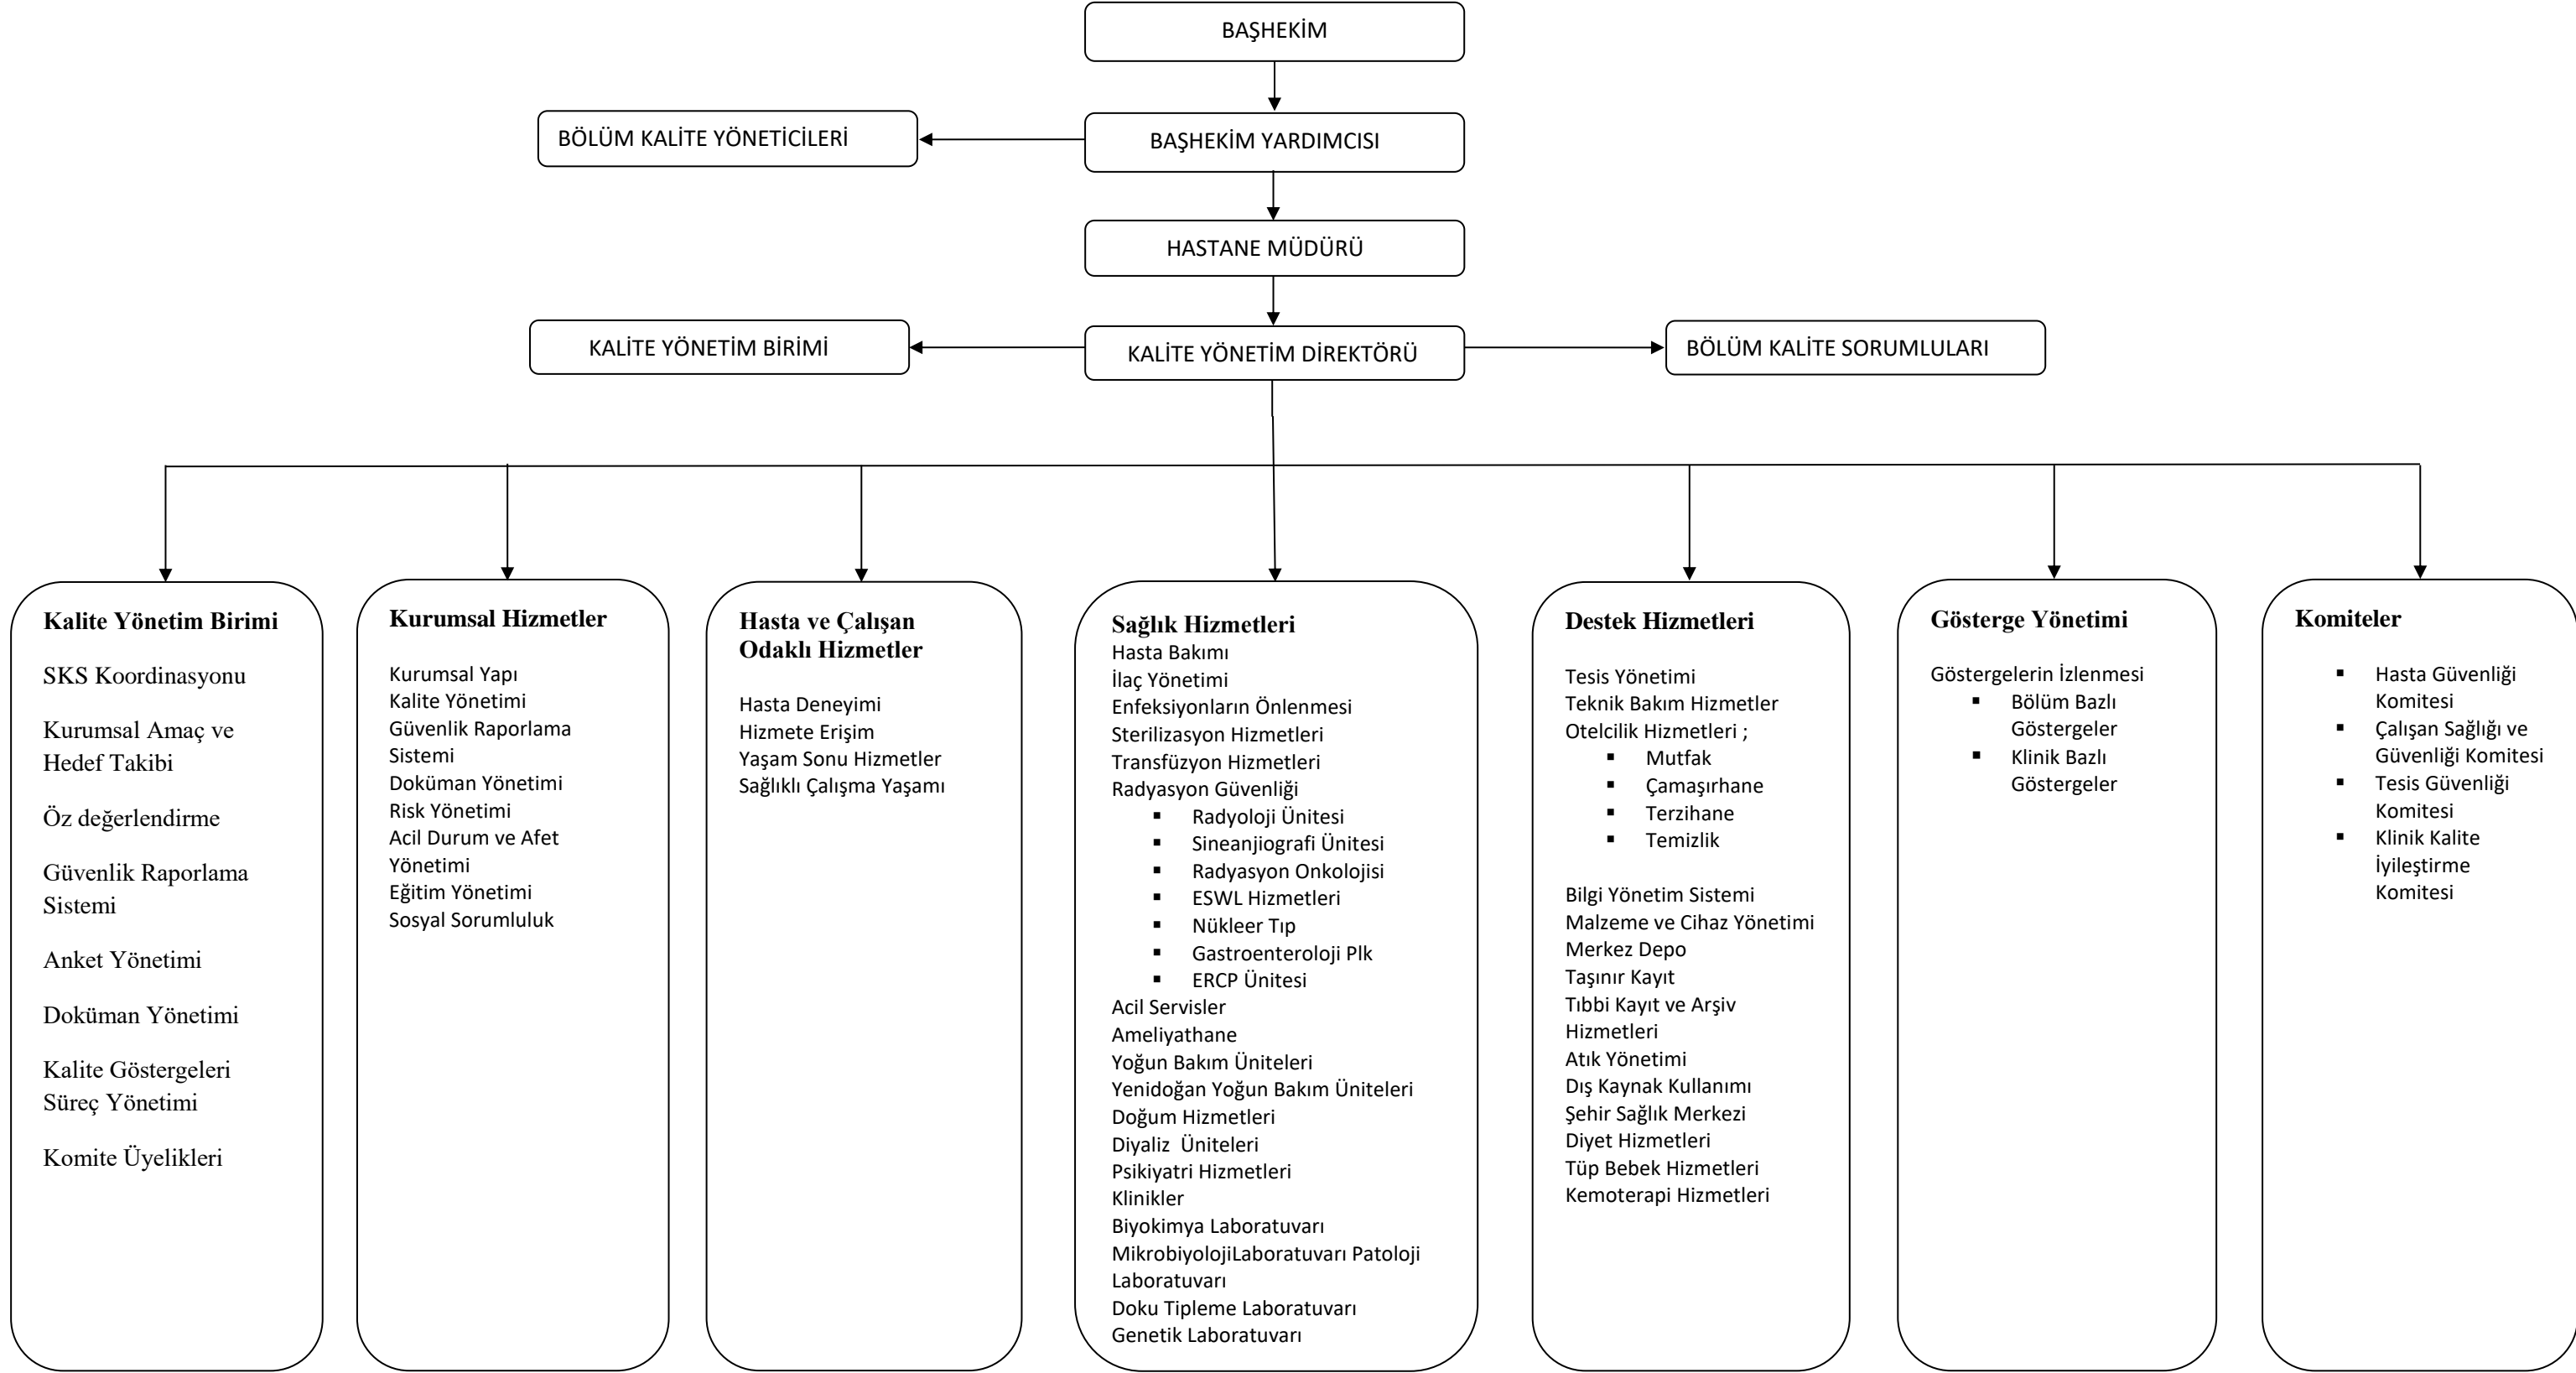 BAŞHEKİM
BÖLÜM KALİTE YÖNETİCİLERİ
BAŞHEKİM YARDIMCISI
HASTANE MÜDÜRÜ
KALİTE YÖNETİM BİRİMİ
KALİTE YÖNETİM DİREKTÖRÜ
BÖLÜM KALİTE SORUMLULARI
Kalite Yönetim Birimi
SKS Koordinasyonu
Kurumsal Amaç ve
Hedef Takibi
Öz değerlendirme
Güvenlik Raporlama
Sistemi
Anket Yönetimi
Doküman Yönetimi
Kalite Göstergeleri
Süreç Yönetimi
Komite Üyelikleri
Kurumsal Hizmetler
Kurumsal Yapı
Kalite Yönetimi
Güvenlik Raporlama
Sistemi
Doküman Yönetimi
Risk Yönetimi
Acil Durum ve Afet
Yönetimi
Eğitim Yönetimi
Sosyal Sorumluluk
Hasta ve Çalışan
Odaklı Hizmetler
Hasta Deneyimi
Hizmete Erişim
Yaşam Sonu Hizmetler
Sağlıklı Çalışma Yaşamı
Sağlık Hizmetleri
Hasta Bakımı
İlaç Yönetimi
Enfeksiyonların Önlenmesi
Sterilizasyon Hizmetleri
Transfüzyon Hizmetleri
Radyasyon Güvenliği
▪ Radyoloji Ünitesi
▪ Sineanjiografi Ünitesi
▪ Radyasyon Onkolojisi
▪ ESWL Hizmetleri
▪ Nükleer Tıp
▪ Gastroenteroloji Plk
▪ ERCP Ünitesi
Acil Servisler
Ameliyathane
Yoğun Bakım Üniteleri
Yenidoğan Yoğun Bakım Üniteleri
Doğum Hizmetleri
Diyaliz  Üniteleri
Psikiyatri Hizmetleri
Klinikler
Biyokimya Laboratuvarı
MikrobiyolojiLaboratuvarı Patoloji
Laboratuvarı
Doku Tipleme Laboratuvarı
Genetik Laboratuvarı
Destek Hizmetleri
Tesis Yönetimi
Teknik Bakım Hizmetler
Otelcilik Hizmetleri ;
▪ Mutfak
▪ Çamaşırhane
▪ Terzihane
▪ Temizlik
Bilgi Yönetim Sistemi
Malzeme ve Cihaz Yönetimi
Merkez Depo
Taşınır Kayıt
Tıbbi Kayıt ve Arşiv
Hizmetleri
Atık Yönetimi
Dış Kaynak Kullanımı
Şehir Sağlık Merkezi
Diyet Hizmetleri
Tüp Bebek Hizmetleri
Kemoterapi Hizmetleri
Gösterge Yönetimi
Göstergelerin İzlenmesi
▪ Bölüm Bazlı
Göstergeler
▪ Klinik Bazlı
Göstergeler
Komiteler
▪ Hasta Güvenliği
Komitesi
▪ Çalışan Sağlığı ve
Güvenliği Komitesi
▪ Tesis Güvenliği
Komitesi
▪ Klinik Kalite
İyileştirme
Komitesi